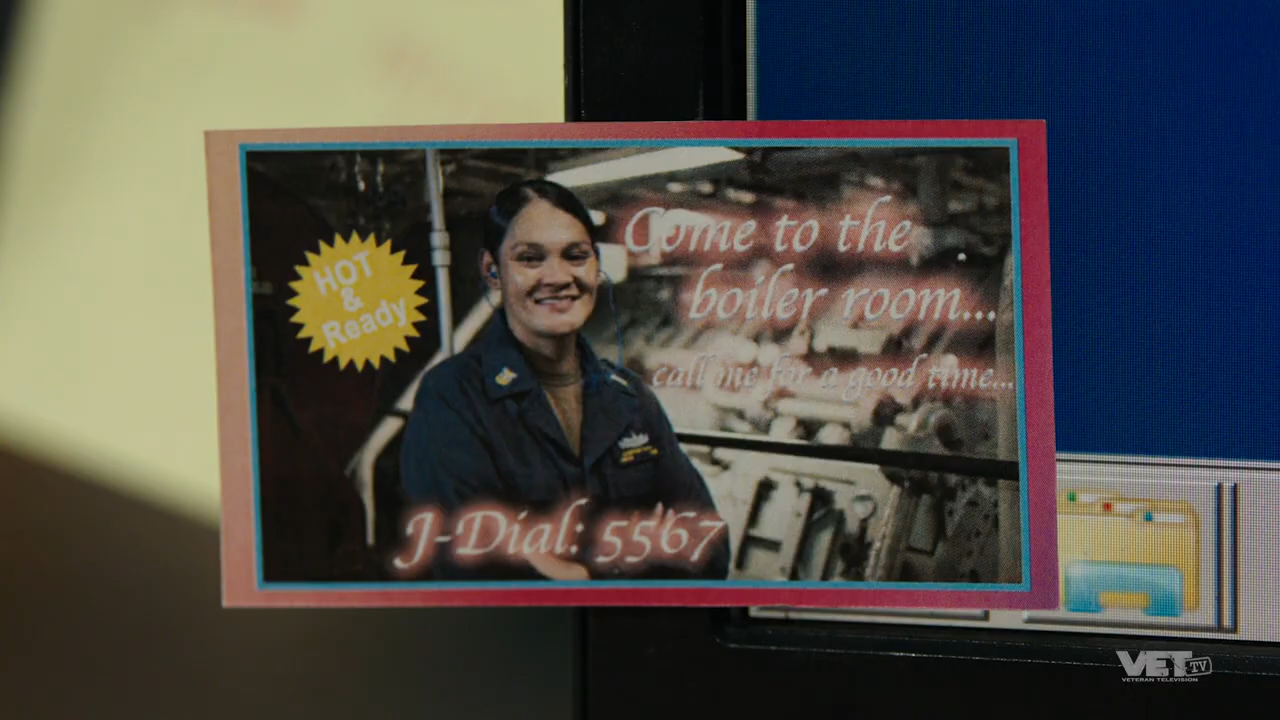 HOT
&
Ready
Come to the
boiler room...
call me for a good time...
J-Dial: 5567
VET TV
VETERAN TELEVISION